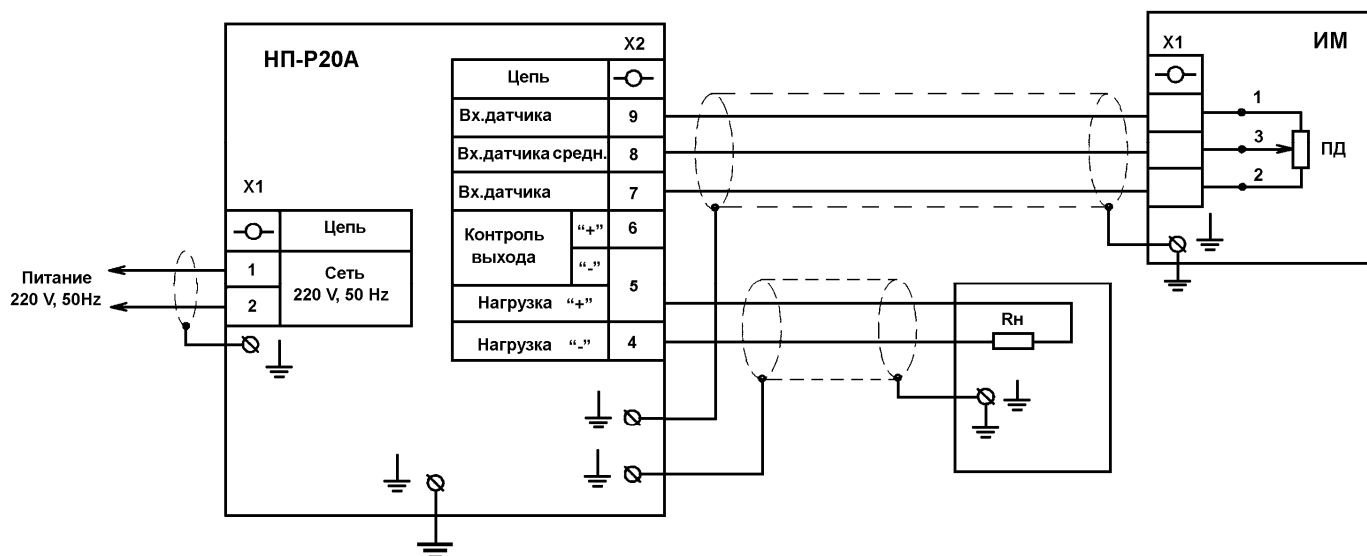 НП-Р20А
X2
Цепь
Вх.датчика 9
Вх.датчика средн. 8
Вх.датчика 7
Контроль
выхода
“+” 6
“-”
5
Нагрузка “+”
Нагрузка “-” 4
X1
Цепь
1
2
Сеть
220 V, 50 Hz
Питание
220 V, 50Hz
ИМ
X1
1
3
2
ПД
Rн